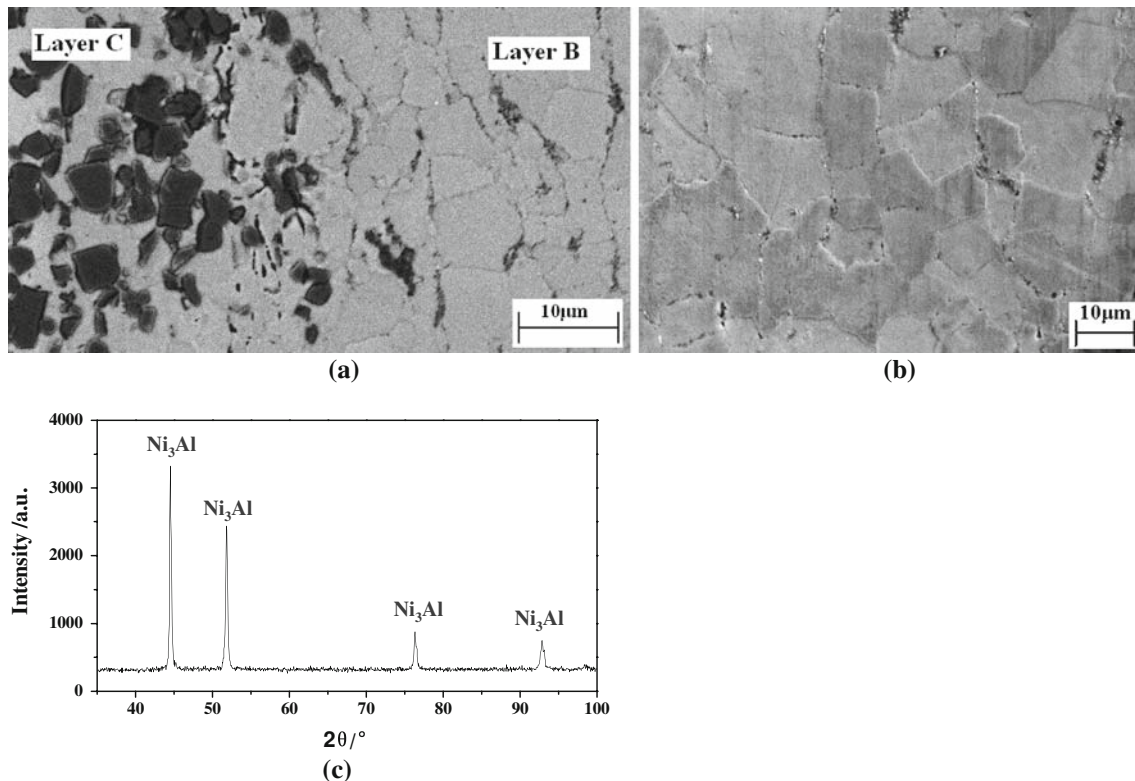 Layer C
Layer B
10μm
(a)
10μm
(b)
4000
3000
2000
1000
0
Intensity /a.u.
Ni₃Al
Ni₃Al
Ni₃Al
Ni₃Al
40 50 60 70 80 90 100
2θ/°
(c)